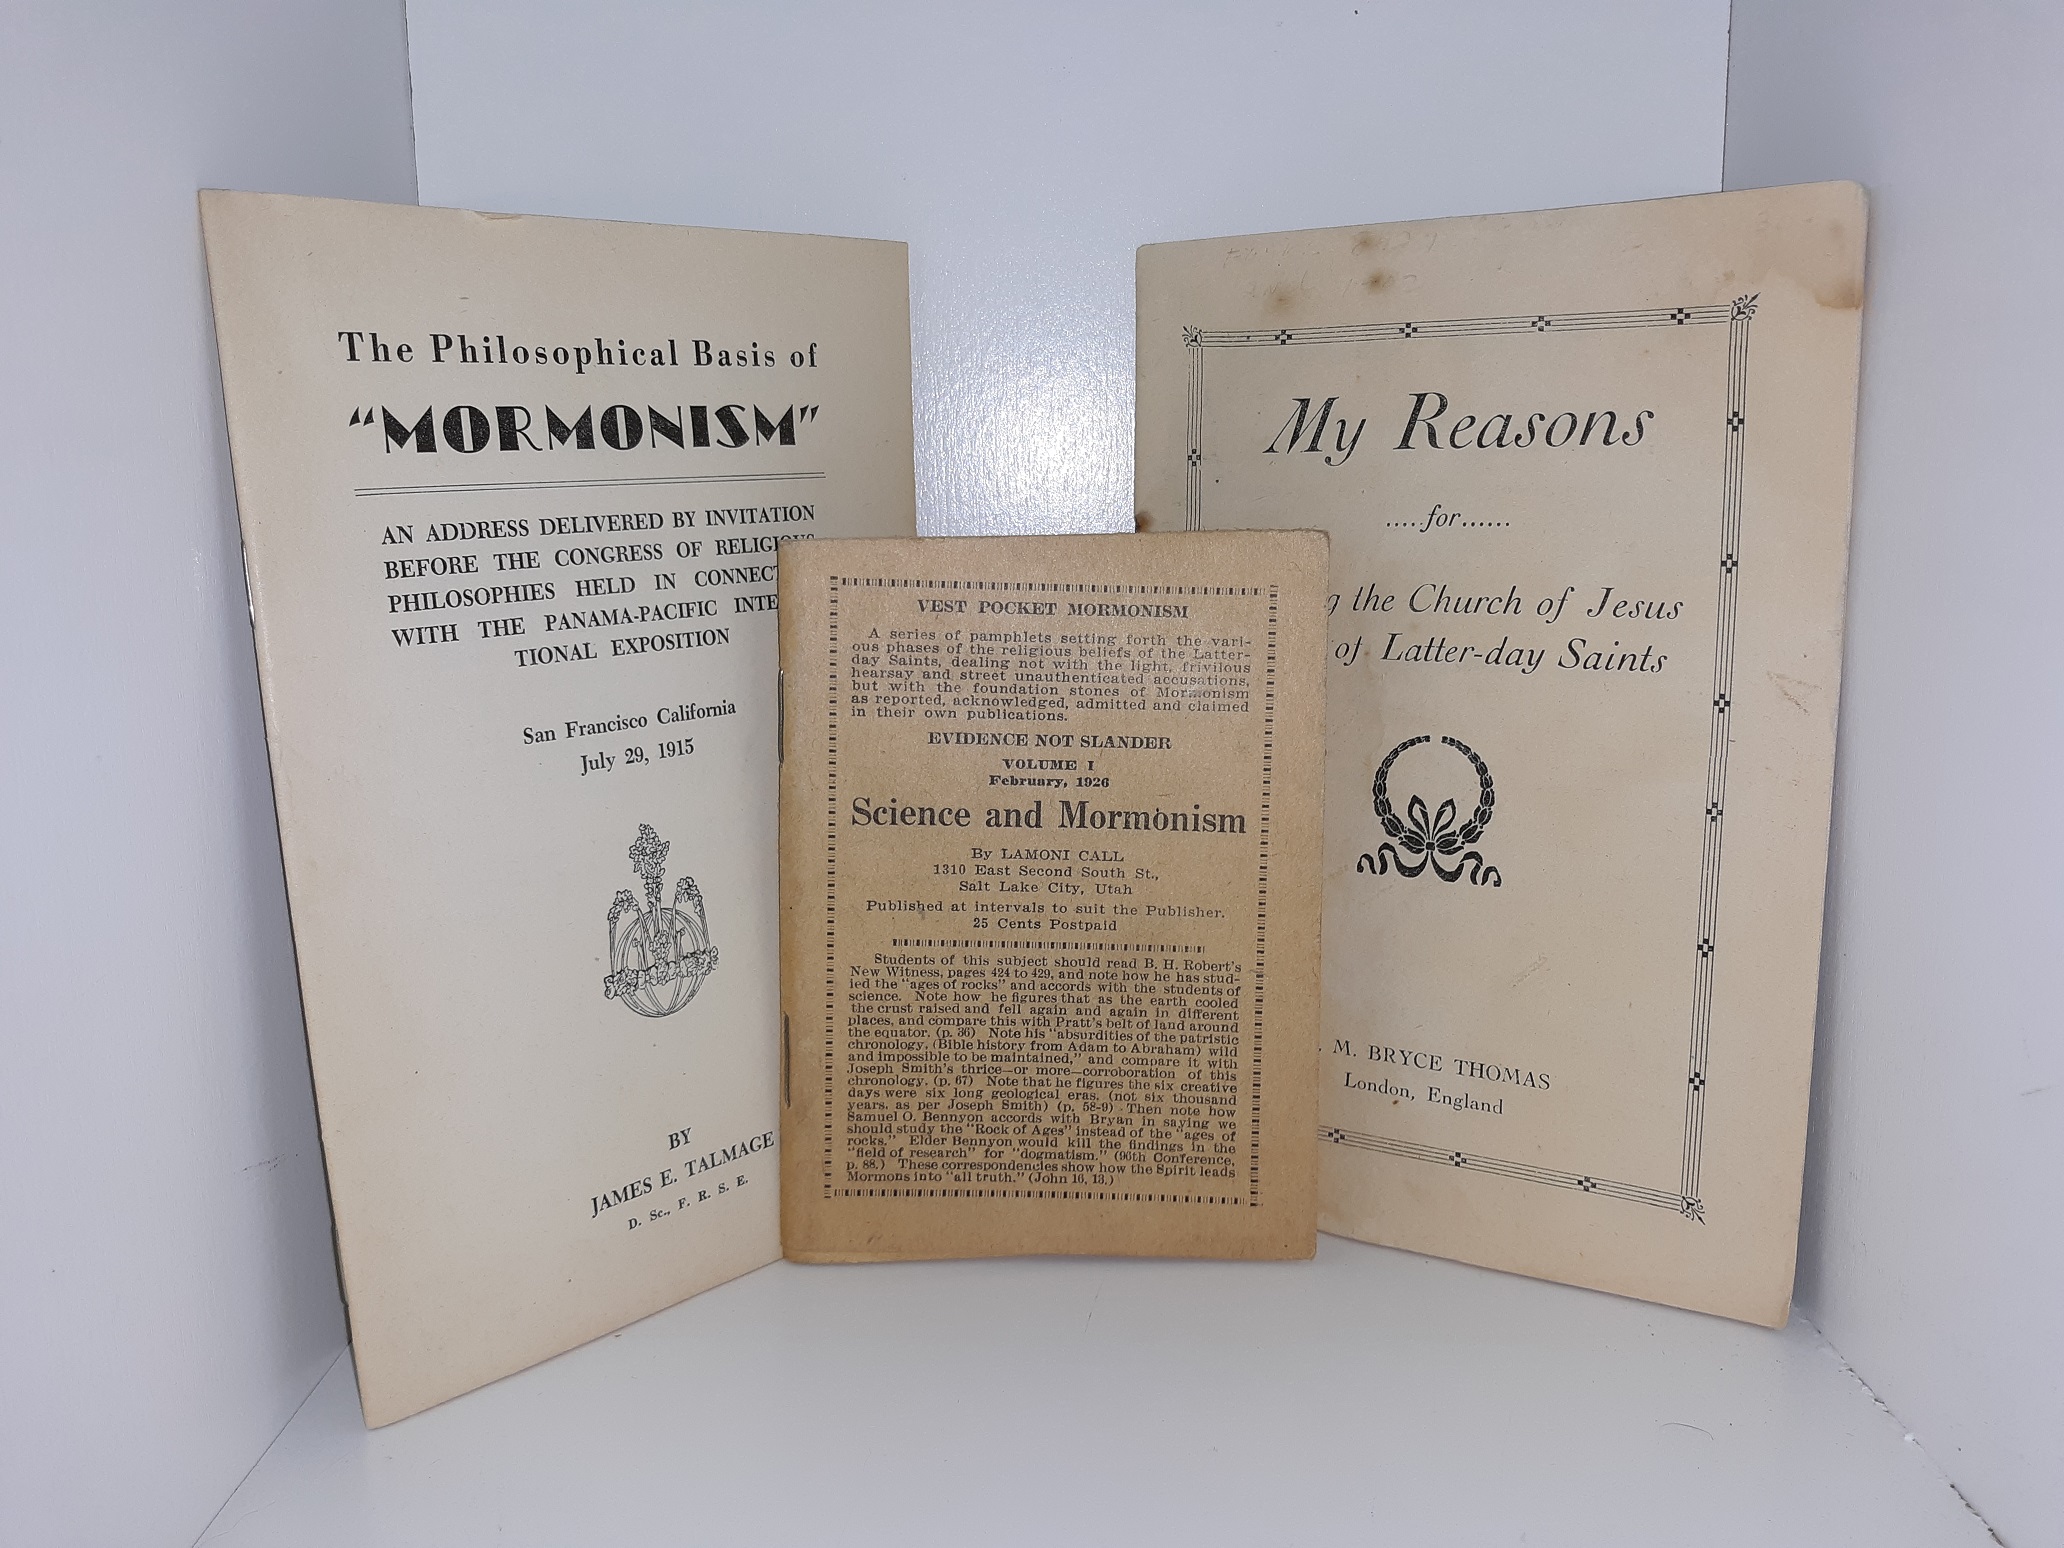 The Philosophical Basis of
"MORMONISM"
AN ADDRESS DELIVERED BY INVITATION
BEFORE THE CONGRESS OF RELIGIOUS
PHILOSOPHIES HELD IN CONNECT
WITH THE PANAMA-PACIFIC INTE
TIONAL EXPOSITION
San Francisco California
July 29, 1915
BY
JAMES E. TALMAGE
D. Sc., F. R. S. E.
VEST POCKET MORMONISM
A series of pamphlets setting forth the vari-
ous phases of the religious beliefs of the Latter-
day Saints, dealing not with the light, frivilous
hearsay and street unauthenticated accusations,
but with the foundation stones of Mormonism
as reported, acknowledged, admitted and claimed
in their own publications.
EVIDENCE NOT SLANDER
VOLUME I
February, 1926
Science and Mormonism
By LAMONI CALL
1310 East Second South St.,
Salt Lake City, Utah
Published at intervals to suit the Publisher.
25 Cents Postpaid
Students of this subject should read B. H. Robert's
New Witness, pages 424 to 429, and note how he has stud-
ied the "ages of rocks" and accords with the students of
science. Note how he figures that as the earth cooled
the crust raised and fell again and again in different
places, and compare this with Pratt's belt of land around
the equator. (p. 36) Note his "absurdities of the patristic
chronology, (Bible history from Adam to Abraham) wild
and impossible to be maintained," and compare it with
Joseph Smith's thrice—or more—corroboration of this
chronology. (p. 67) Note that he figures the six creative
days were six long geological eras, (not six thousand
years, as per Joseph Smith) (p. 58-9) Then note how
Samuel O. Bennyon accords with Bryan in saying we
should study the "Rock of Ages" instead of the "ages of
rocks." Elder Bennyon would kill the findings in the
"field of research" for "dogmatism." (96th Conference,
p. 88.) These correspondencies show how the Spirit leads
Mormons into "all truth." (John 16, 13.)
My Reasons
.....for......
g the Church of Jesus
of Latter-day Saints
. M. BRYCE THOMAS
London, England